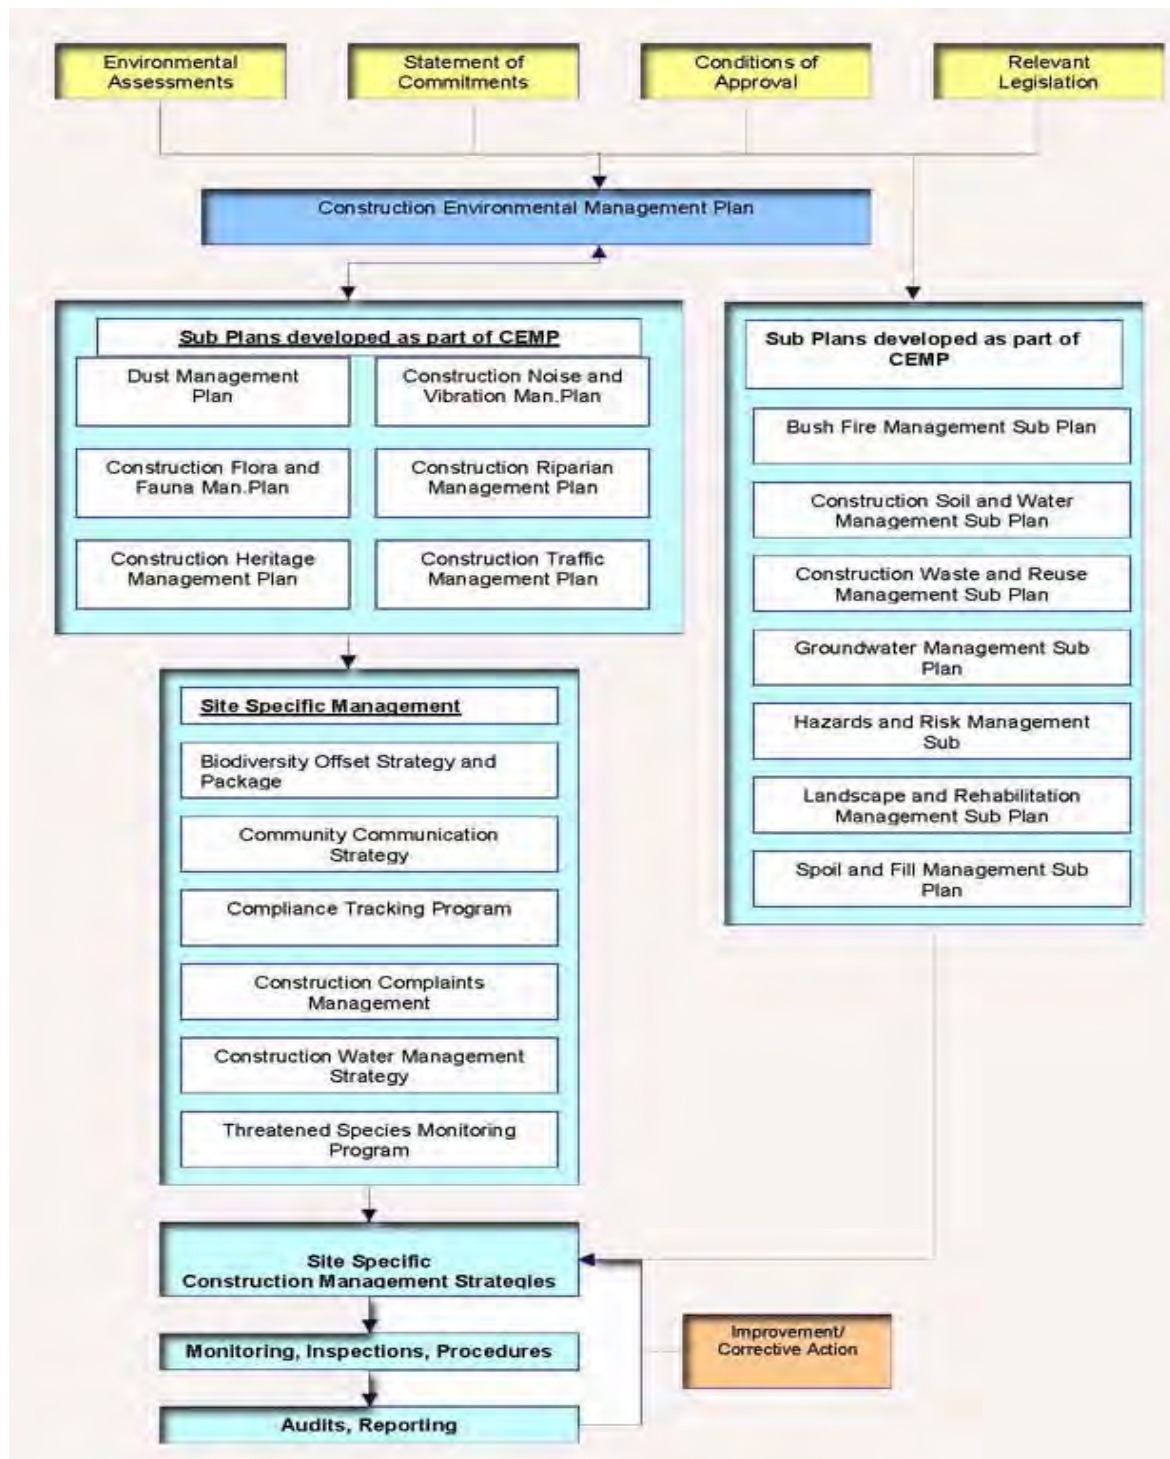 Environmental
Assessments
Statement of
Commitments
Conditions of
Approval
Relevant
Legislation
Construction Environmental Management Plan
Sub Plans developed as part of CEMP
Dust Management
Plan
Construction Noise and
Vibration Man.Plan
Construction Flora and
Fauna Man.Plan
Construction Riparian
Management Plan
Construction Heritage
Management Plan
Construction Traffic
Management Plan
Sub Plans developed as part of
CEMP
Bush Fire Management Sub Plan
Construction Soil and Water
Management Sub Plan
Construction Waste and Reuse
Management Sub Plan
Groundwater Management Sub
Plan
Hazards and Risk Management
Sub
Landscape and Rehabilitation
Management Sub Plan
Spoil and Fill Management Sub
Plan
Site Specific Management
Biodiversity Offset Strategy and
Package
Community Communication
Strategy
Compliance Tracking Program
Construction Complaints
Management
Construction Water Management
Strategy
Threatened Species Monitoring
Program
Site Specific
Construction Management Strategies
Monitoring, Inspections, Procedures
Audits, Reporting
Improvement/
Corrective Action